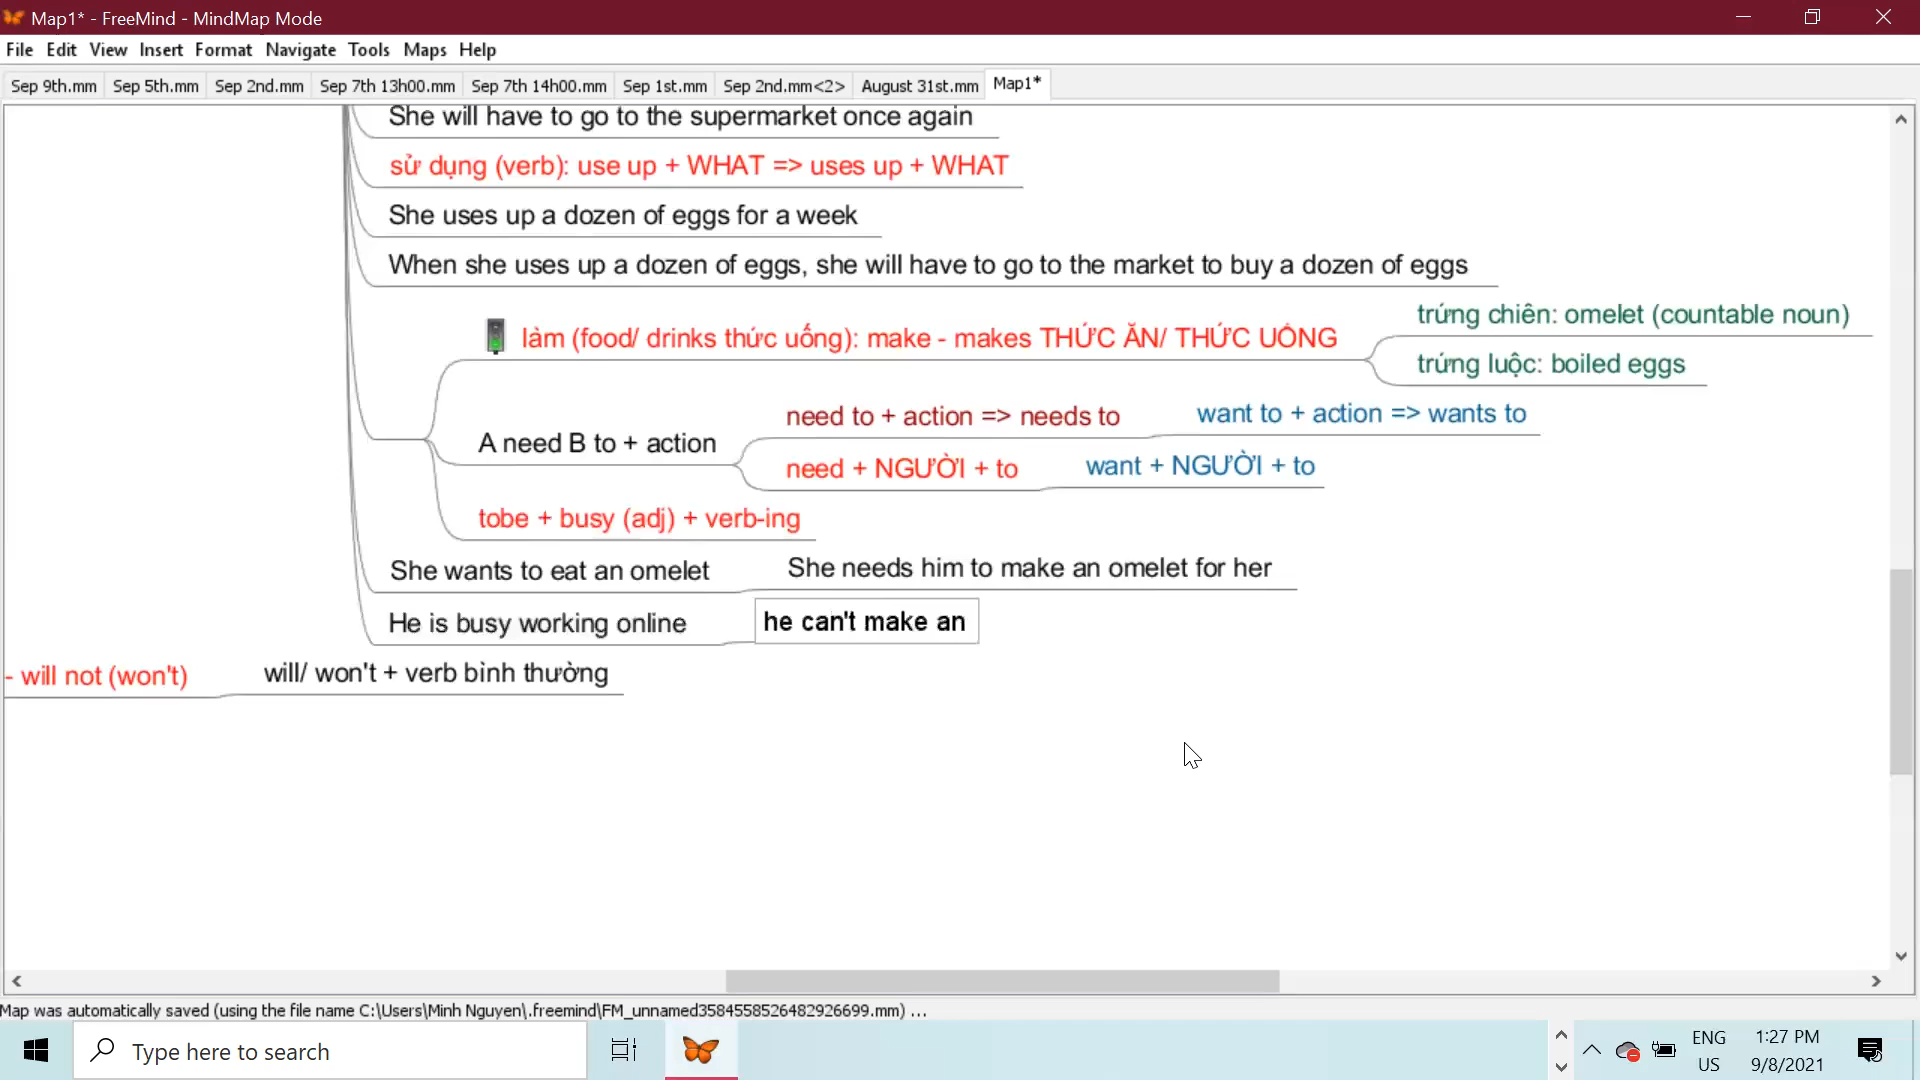 Map1* - FreeMind - MindMap Mode
File Edit View Insert Format Navigate Tools Maps Help
Sep 9th.mm Sep 5th.mm Sep 2nd.mm Sep 7th 13h00.mm Sep 7th 14h00.mm Sep 1st.mm Sep 2nd.mm<2> August 31st.mm Map1*
She will have to go to the supermarket once again
sử dụng (verb): use up + WHAT => uses up + WHAT
She uses up a dozen of eggs for a week
When she uses up a dozen of eggs, she will have to go to the market to buy a dozen of eggs
làm (food/ drinks thức uống): make - makes THỨC ĂN/ THỨC UỐNG
trứng chiên: omelet (countable noun)
trứng luộc: boiled eggs
A need B to + action
need to + action => needs to
want to + action => wants to
need + NGƯỜI + to
want + NGƯỜI + to
tobe + busy (adj) + verb-ing
She wants to eat an omelet
She needs him to make an omelet for her
He is busy working online
he can't make an
- will not (won't)
will/ won't + verb bình thường
Map was automatically saved (using the file name C:\Users\Minh Nguyen\.freemind\FM_unnamed3584558526482926699.mm) ...
Type here to search
ENG
US
1:27 PM
9/8/2021